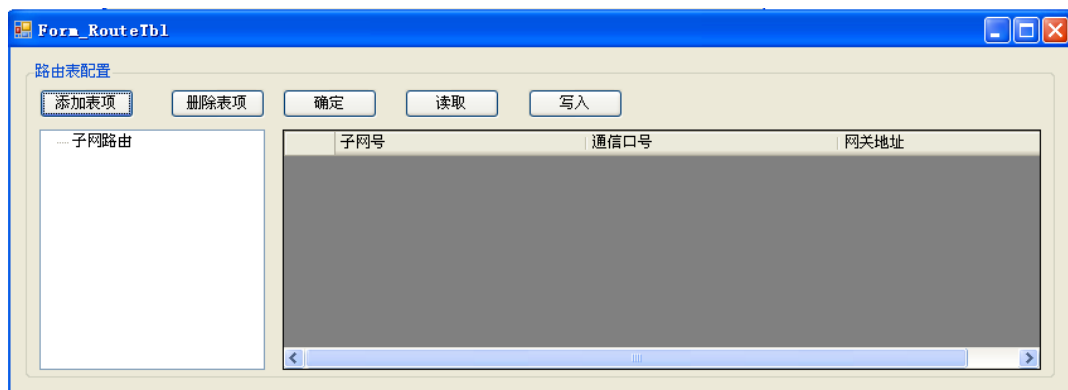 Form_RouteTbl
路由表配置
添加表项 删除表项 确定 读取 写入
子网路由
子网号 通信口号 网关地址